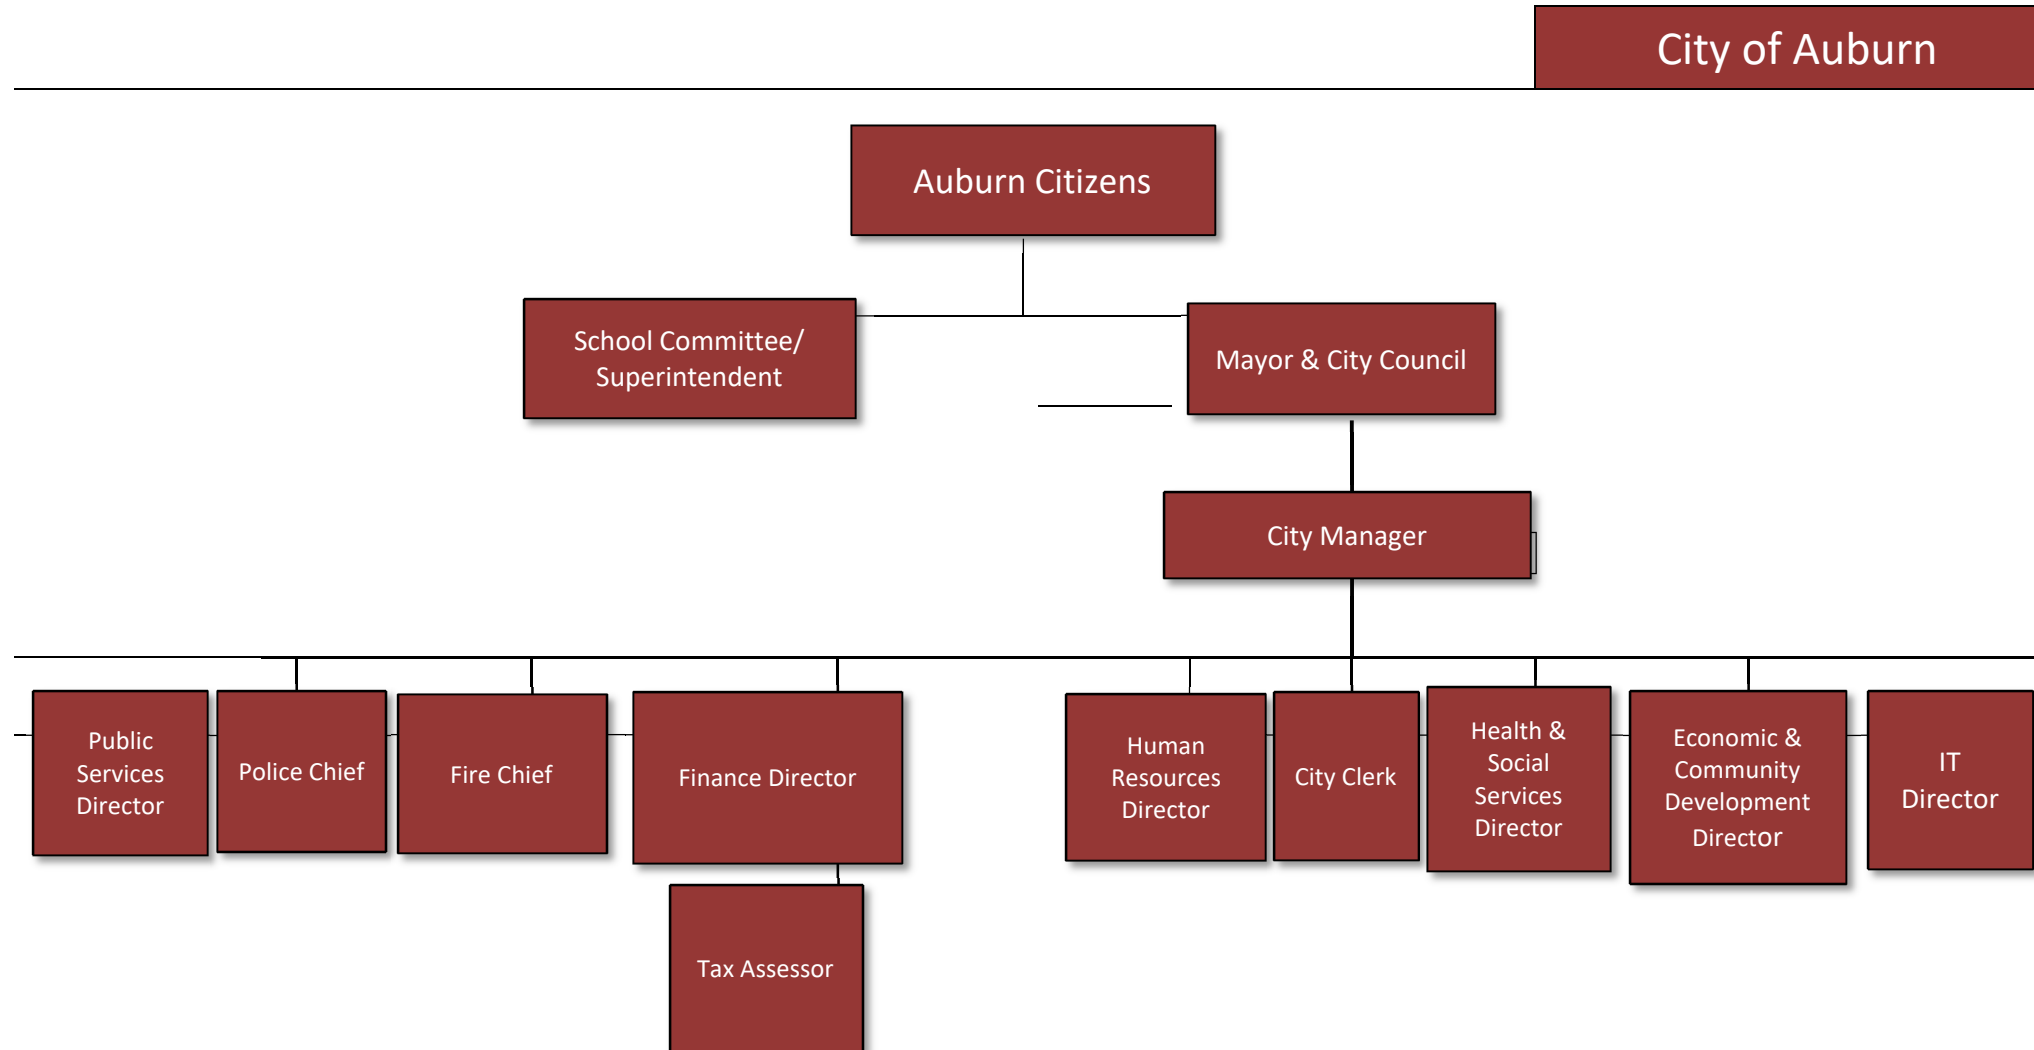 City of Auburn
Auburn Citizens
School Committee/
Superintendent
Mayor & City Council
City Manager
Public
Services
Director
Police Chief
Fire Chief
Finance Director
Human
Resources
Director
City Clerk
Health &
Social
Services
Director
Economic &
Community
Development
Director
IT
Director
Tax Assessor